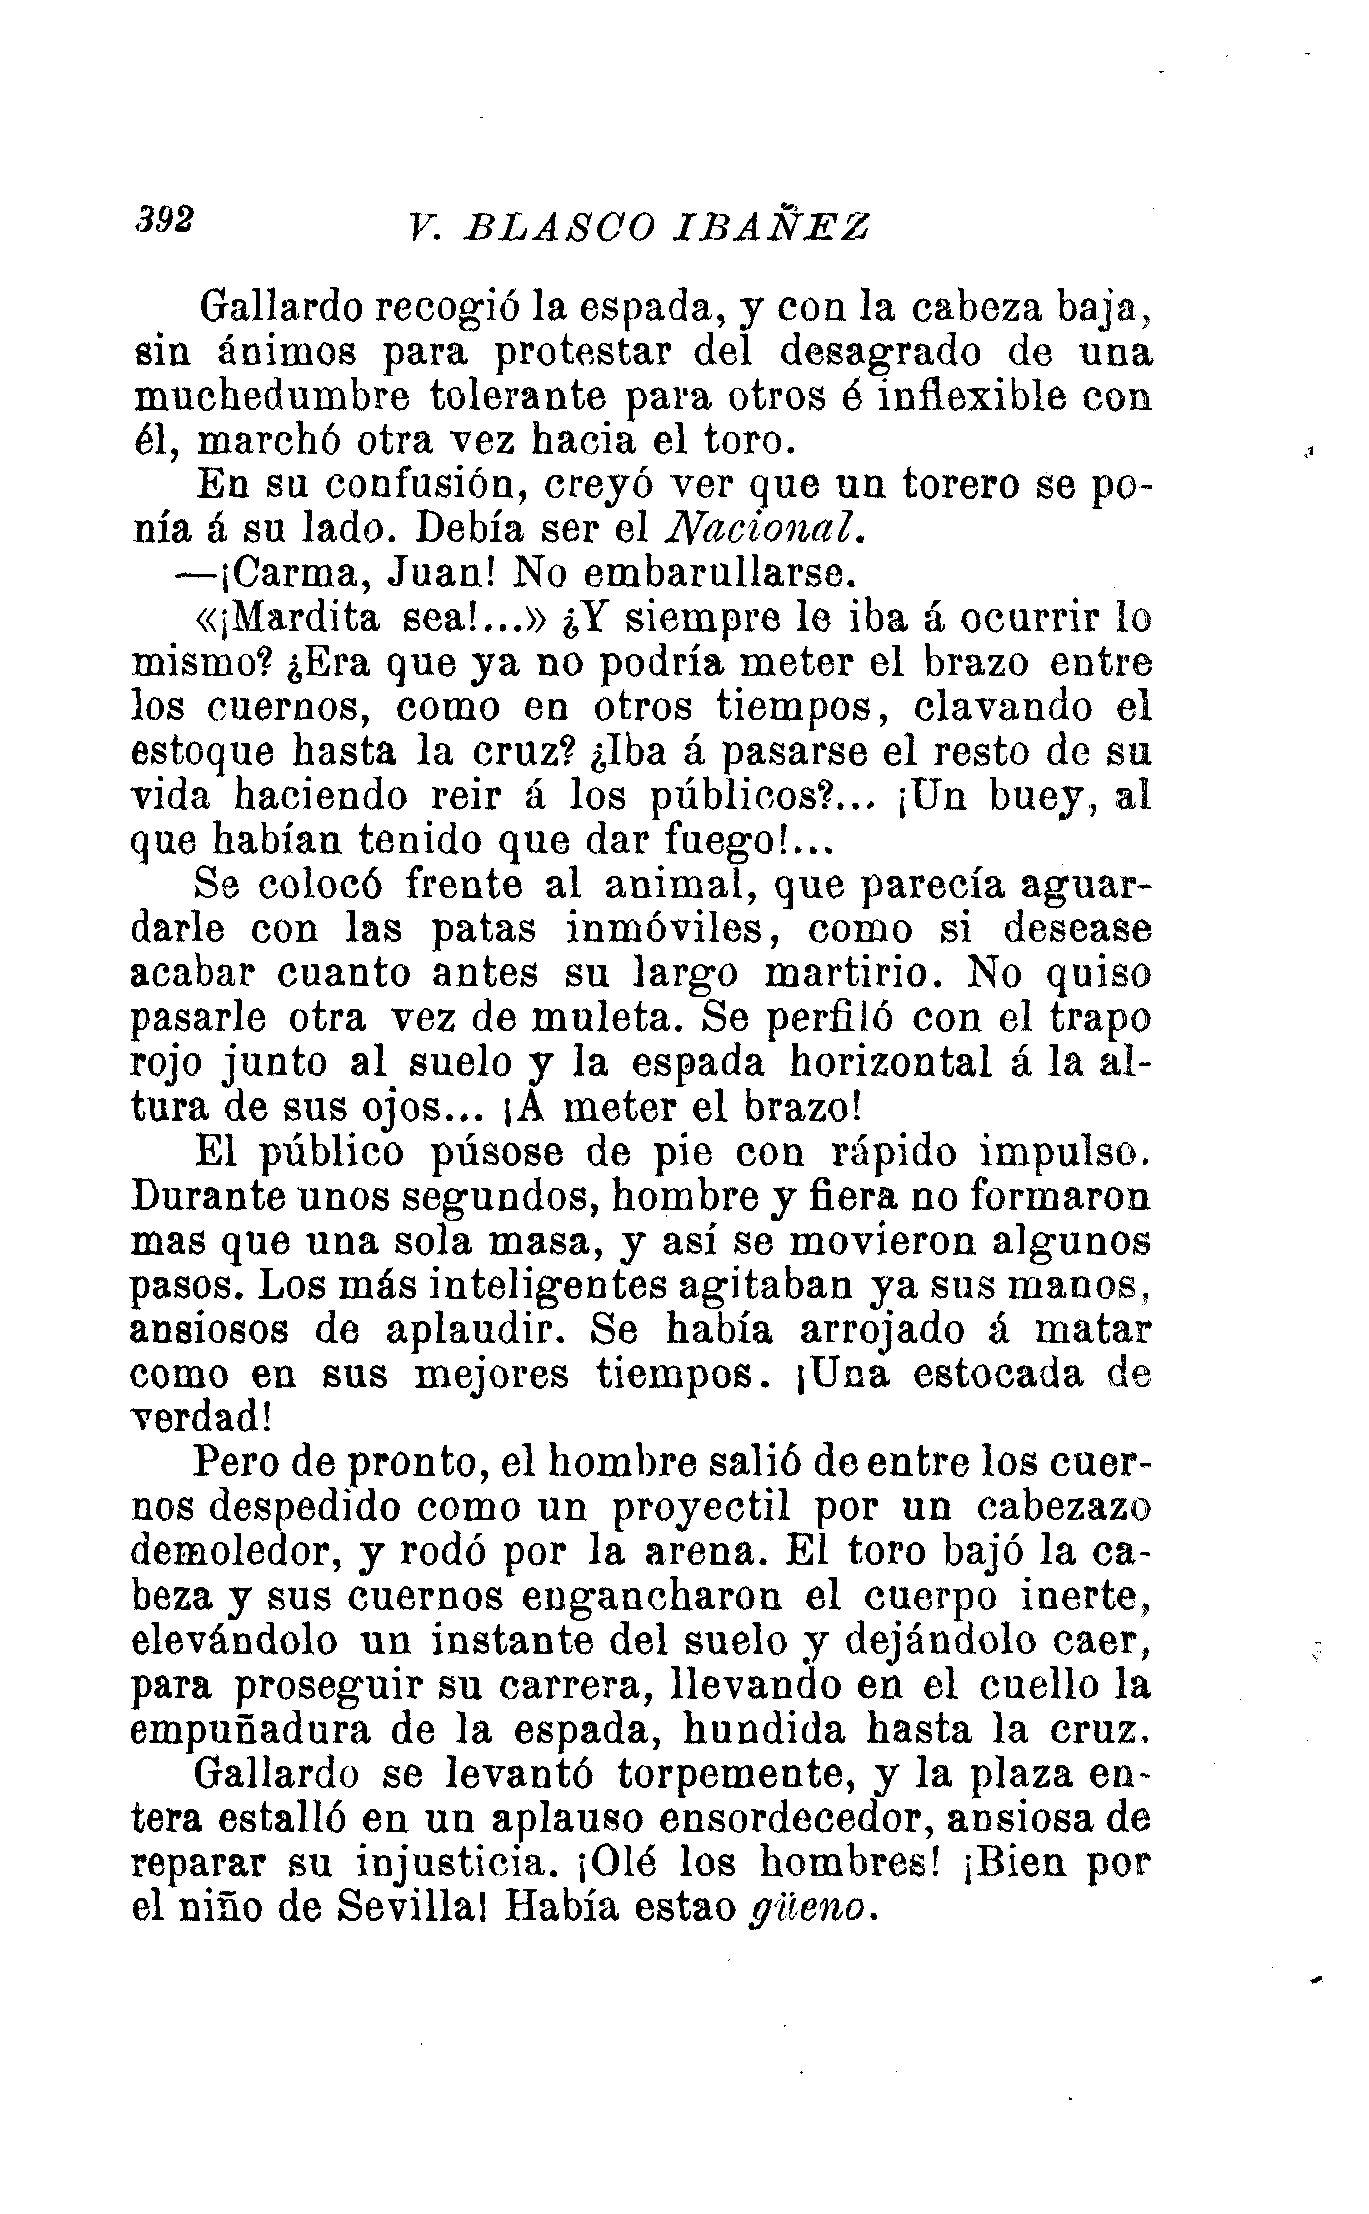 392
V. BLASCO IBAÑEZ
Gallardo recogió la espada, y con la cabeza baja,
sin ánimos para protestar del desagrado de una
muchedumbre tolerante para otros é inflexible con
él, marchó otra vez hacia el toro.
En su confusión, creyó ver que un torero se po-
nía á su lado. Debía ser el Nacional.
—¡Carma, Juan! No embarullarse.
«¡Mardita sea!...» ¿Y siempre le iba á ocurrir lo
mismo? ¿Era que ya no podría meter el brazo entre
los cuernos, como en otros tiempos, clavando el
estoque hasta la cruz? ¿Iba á pasarse el resto de su
vida haciendo reir á los públicos?... ¡Un buey, al
que habían tenido que dar fuego!...
Se colocó frente al animal, que parecía aguar-
darle con las patas inmóviles, como si desease
acabar cuanto antes su largo martirio. No quiso
pasarle otra vez de muleta. Se perfiló con el trapo
rojo junto al suelo y la espada horizontal á la al-
tura de sus ojos... ¡A meter el brazo!
El público púsose de pie con rápido impulso.
Durante unos segundos, hombre y fiera no formaron
mas que una sola masa, y así se movieron algunos
pasos. Los más inteligentes agitaban ya sus manos,
ansiosos de aplaudir. Se había arrojado á matar
como en sus mejores tiempos. ¡Una estocada de
verdad!
Pero de pronto, el hombre salió de entre los cuer-
nos despedido como un proyectil por un cabezazo
demoledor, y rodó por la arena. El toro bajó la ca-
beza y sus cuernos engancharon el cuerpo inerte,
elevándolo un instante del suelo y dejándolo caer,
para proseguir su carrera, llevando en el cuello la
empuñadura de la espada, hundida hasta la cruz.
Gallardo se levantó torpemente, y la plaza en-
tera estalló en un aplauso ensordecedor, ansiosa de
reparar su injusticia. ¡Olé los hombres! ¡Bien por
el niño de Sevilla! Había estao güeno.